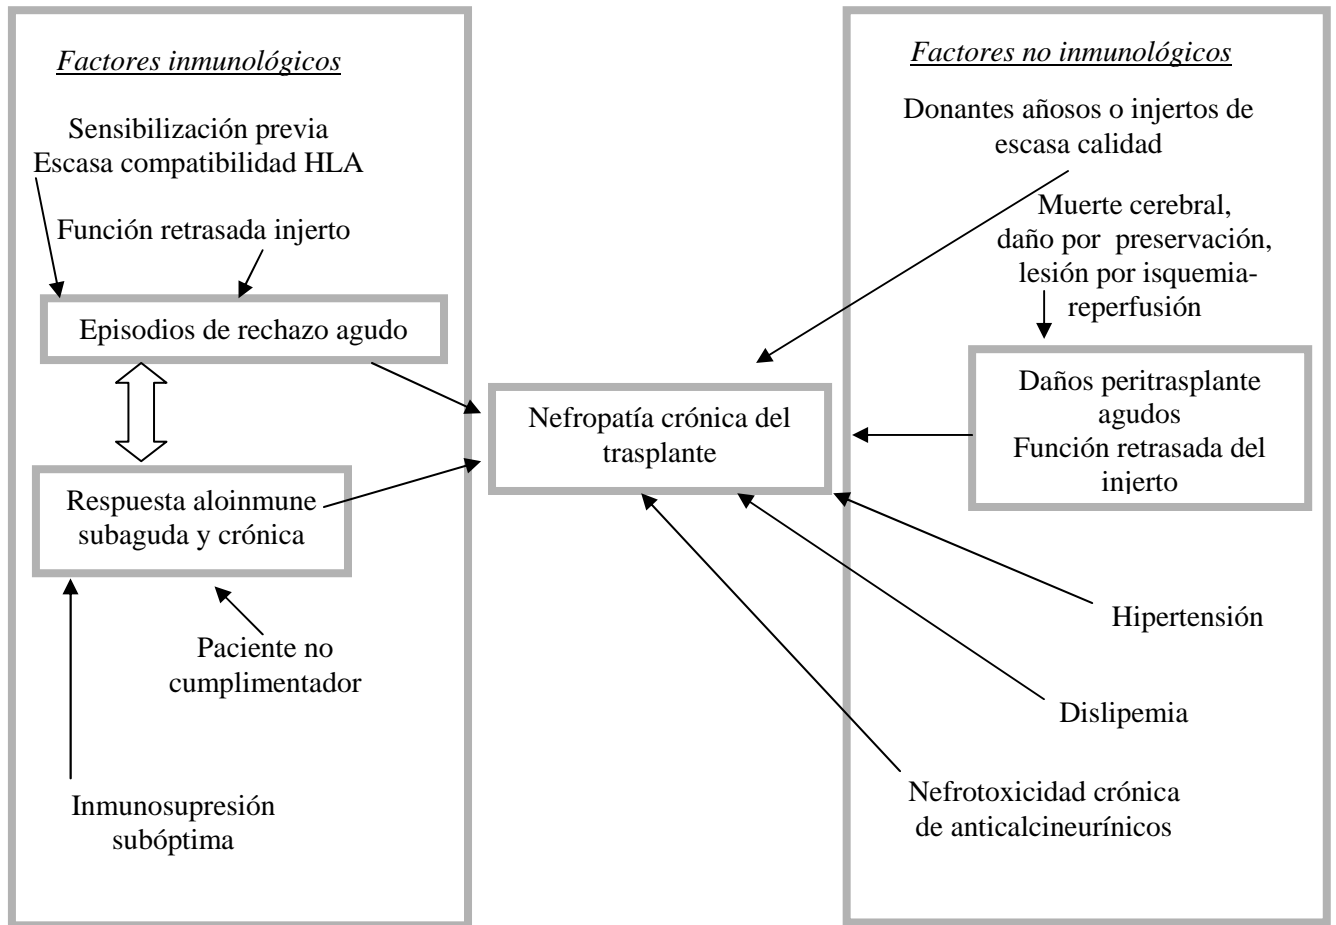 Factores inmunológicos
Sensibilización previa
Escasa compatibilidad HLA
Función retrasada injerto
Episodios de rechazo agudo
Respuesta aloinmune
subaguda y crónica
Paciente no
cumplimentador
Inmunosupresión
subóptima
Nefropatía crónica del
trasplante
Factores no inmunológicos
Donantes añosos o injertos de
escasa calidad
Muerte cerebral,
daño por preservación,
lesión por isquemia-
reperfusión
Daños peritrasplante
agudos
Función retrasada del
injerto
Hipertensión
Dislipemia
Nefrotoxicidad crónica
de anticalcineurínicos